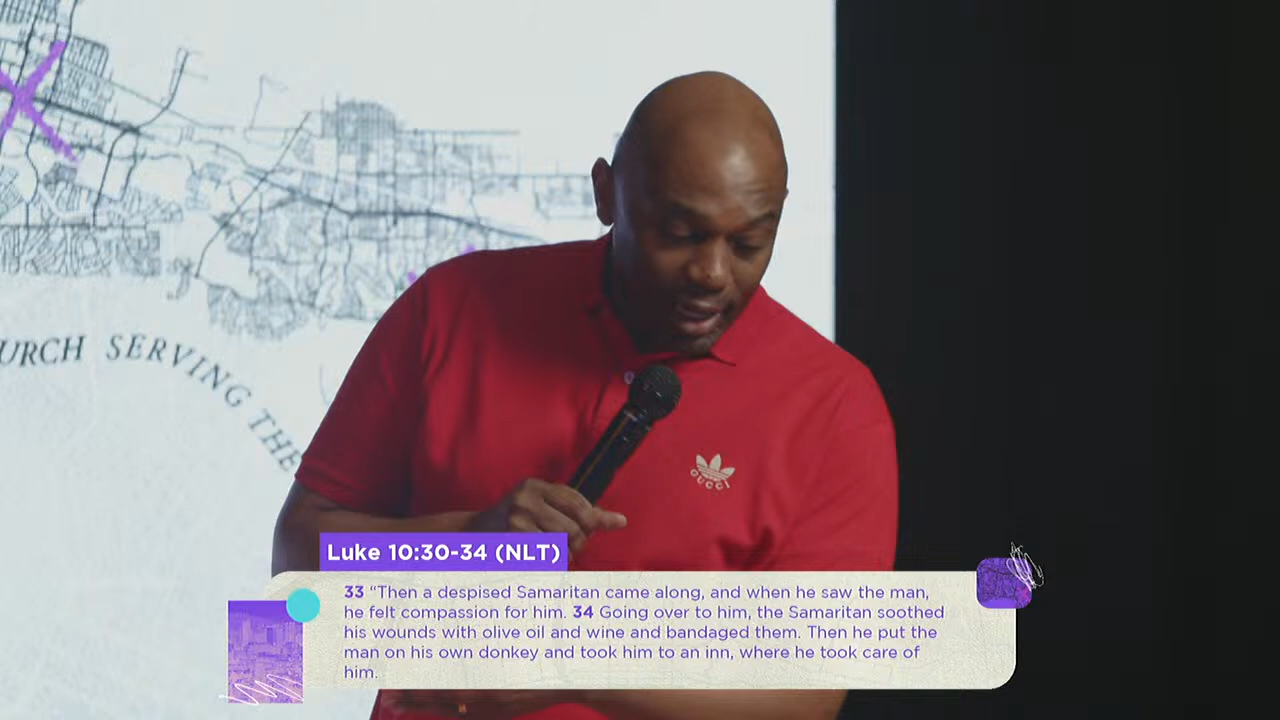 URCH SERVING THE
GUCCI
Luke 10:30-34 (NLT)
33 “Then a despised Samaritan came along, and when he saw the man,
he felt compassion for him. 34 Going over to him, the Samaritan soothed
his wounds with olive oil and wine and bandaged them. Then he put the
man on his own donkey and took him to an inn, where he took care of
him.